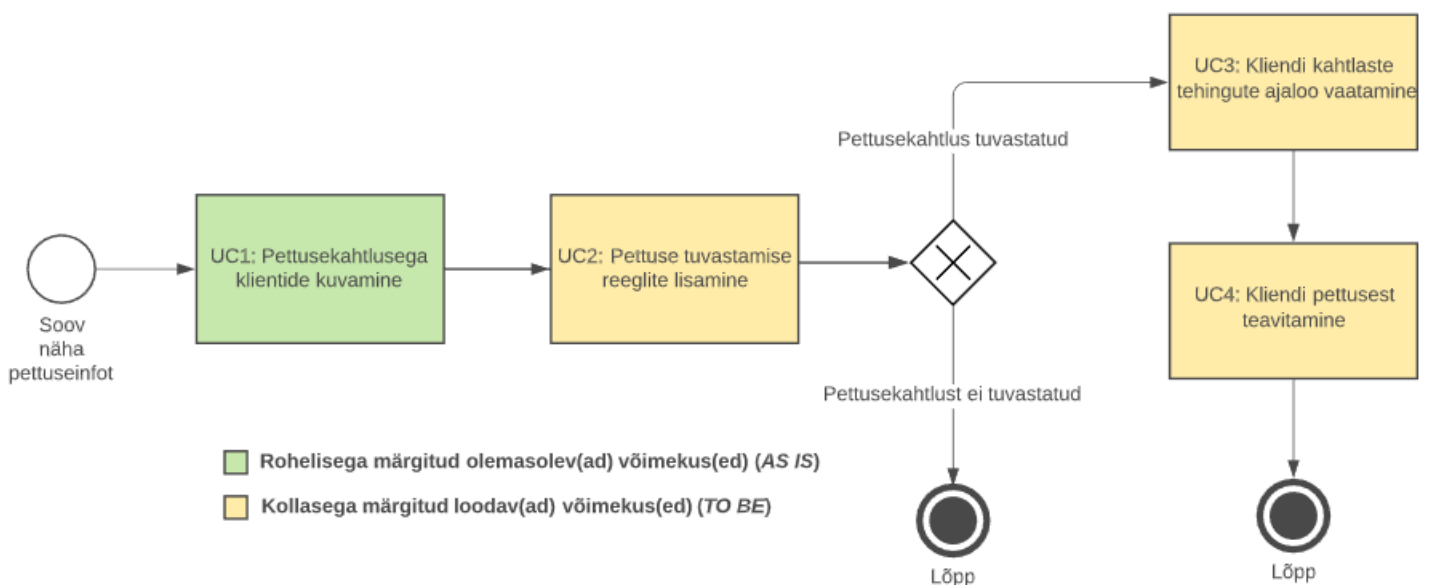 Soov
näha
pettuseinfot
UC1: Pettusekahtlusega
klientide kuvamine
UC2: Pettuse tuvastamise
reeglite lisamine
Pettusekahtlus tuvastatud
Pettusekahtlust ei tuvastatud
UC3: Kliendi kahtlaste
tehingute ajaloo vaatamine
UC4: Kliendi pettusest
teavitamine
Lõpp
Lõpp
Rohelisega märgitud olemasolev(ad) võimekus(ed) (AS IS)
Kollasega märgitud loodav(ad) võimekus(ed) (TO BE)